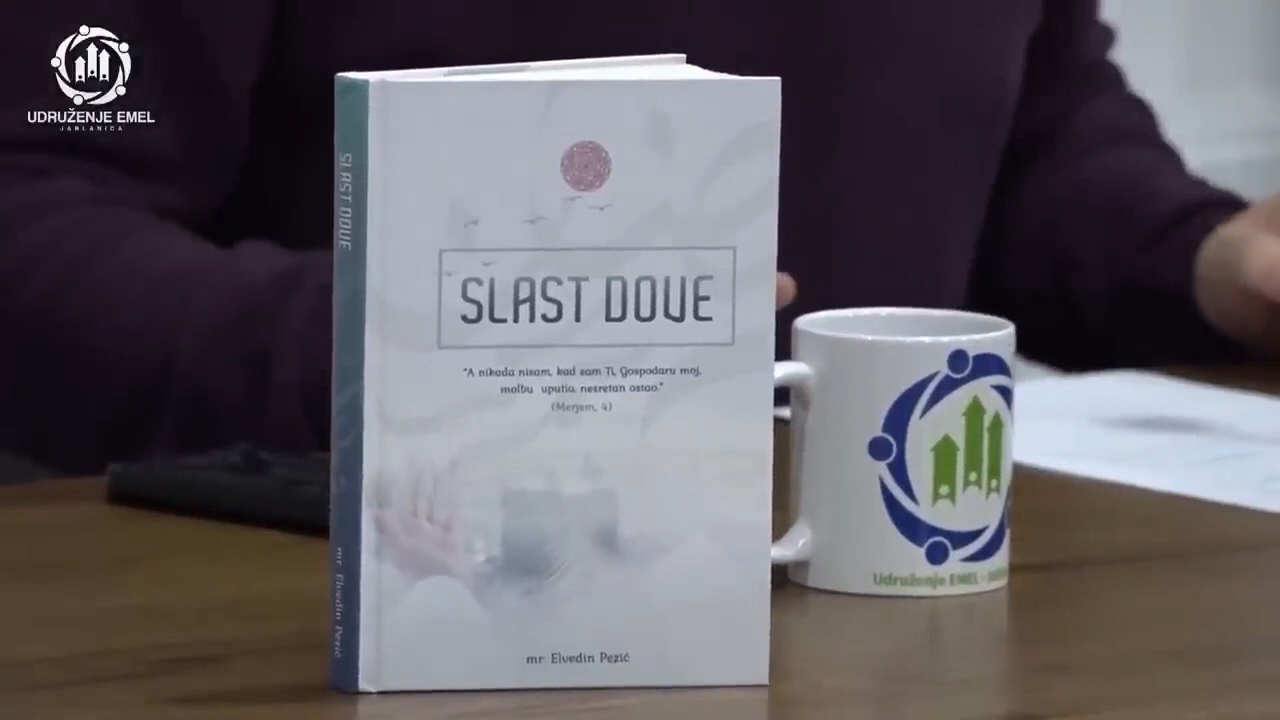 UDRUŽENJE EMEL
JABLANICA
SLAST DOVE
SLAST DOVE
"A nikada nisam, kad sam Ti, Gospodaru moj,
molbu uputio, nesretan ostao."
(Merjem, 4)
mr. Elvedin Pezić
mr. Elvedin Pezić
Udruženje EMEL -